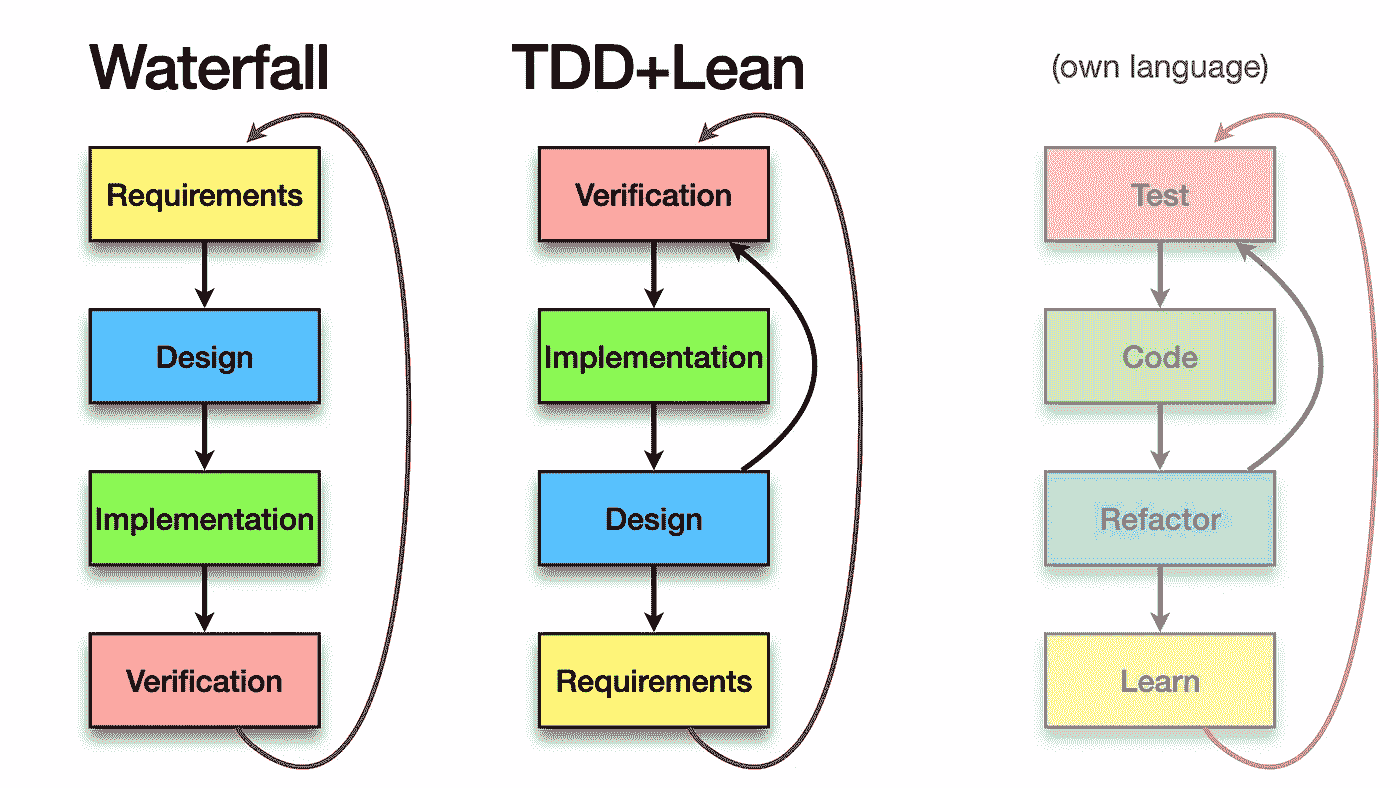 Waterfall
Requirements
Design
Implementation
Verification
TDD+Lean
Verification
Implementation
Design
Requirements
(own language)
Test
Code
Refactor
Learn